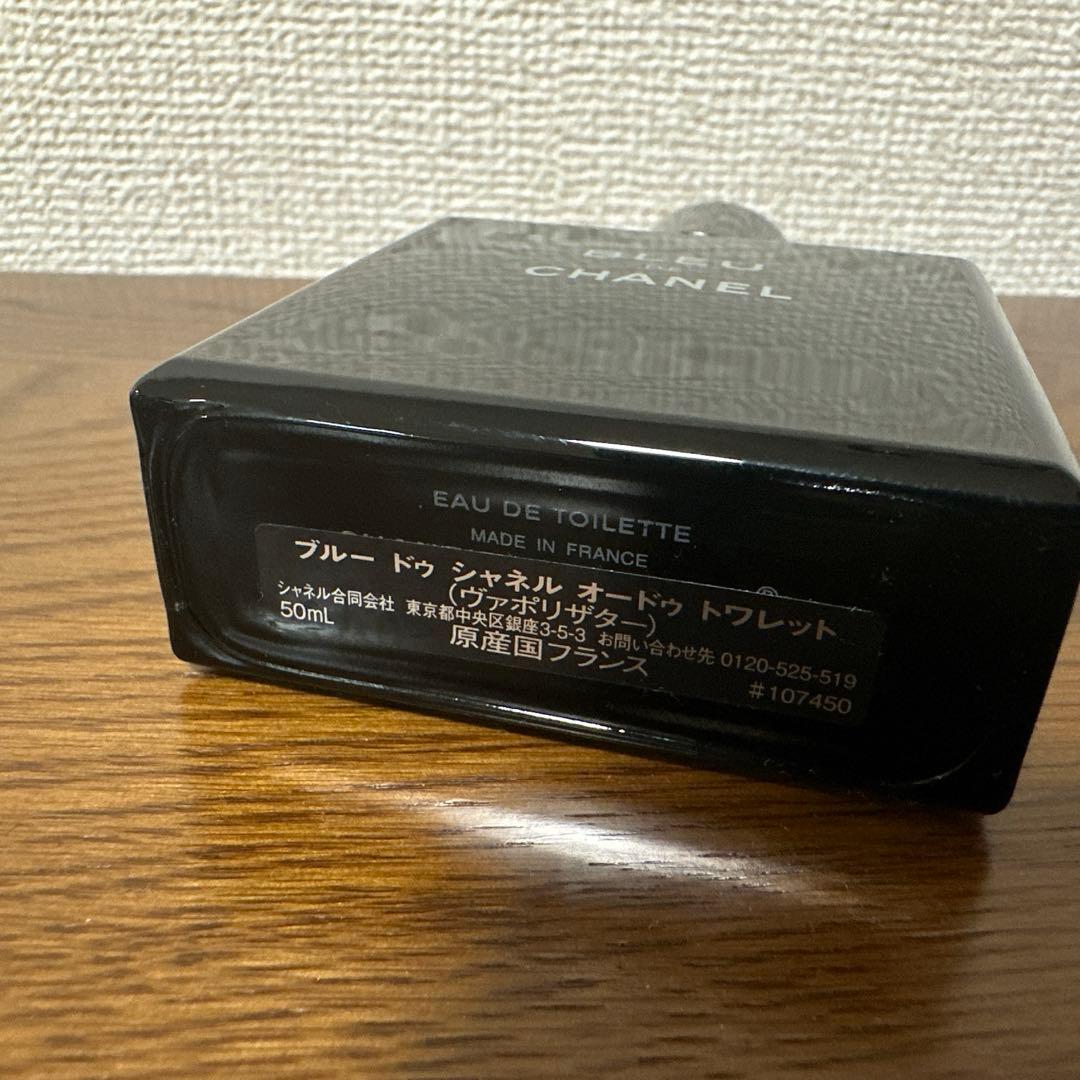 BLEU
CHANEL
EAU DE TOILETTE
MADE IN FRANCE
ブルー ドゥ シャネル オードゥ トワレット
(ヴァポリザター)
シャネル合同会社 東京都中央区銀座3-5-3 お問い合わせ先 0120-525-519
50mL
原産国フランス
#107450